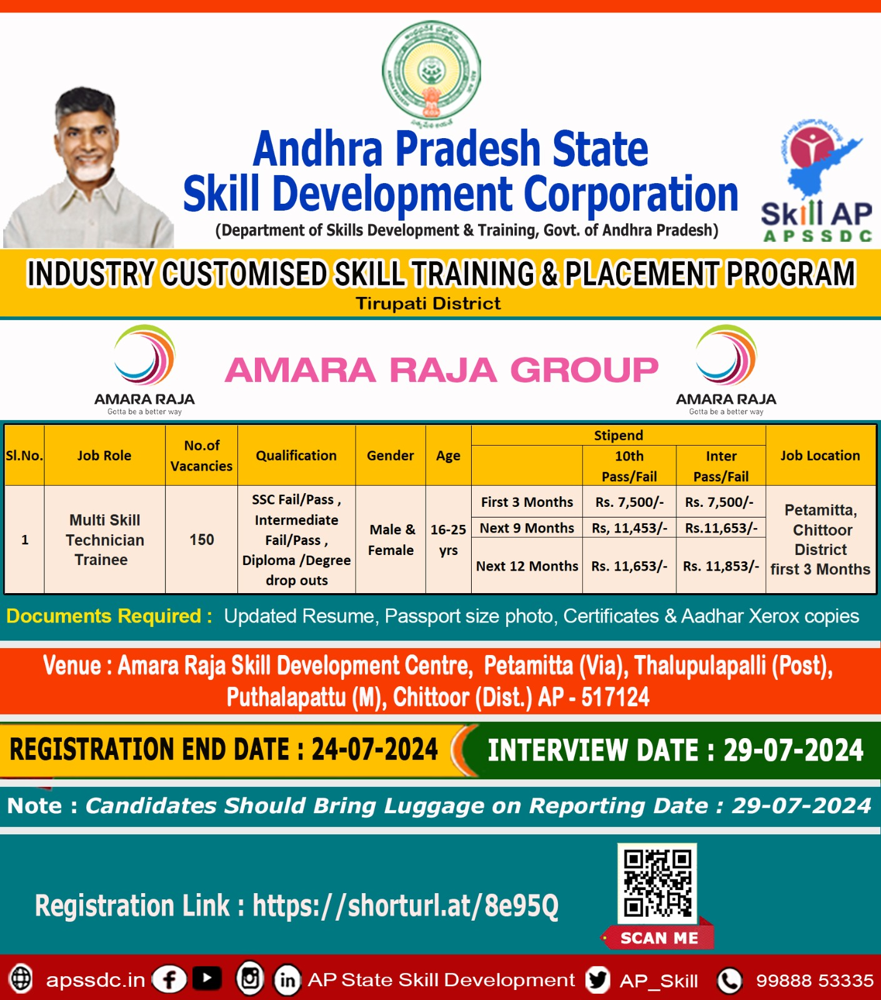 Andhra Pradesh State
Skill Development Corporation
(Department of Skills Development & Training, Govt. of Andhra Pradesh)
Skill AP
APSSDC
INDUSTRY CUSTOMISED SKILL TRAINING & PLACEMENT PROGRAM
Tirupati District
AMARA RAJA
Gotta be a better way
AMARA RAJA GROUP
AMARA RAJA
Gotta be a better way
Sl.No. Job Role No.of Vacancies Qualification Gender Age Stipend Job Location
10th Pass/Fail Inter Pass/Fail
1 Multi Skill Technician Trainee 150 SSC Fail/Pass , Intermediate Fail/Pass , Diploma /Degree drop outs Male & Female 16-25 yrs
First 3 Months Rs. 7,500/- Rs. 7,500/-
Next 9 Months Rs, 11,453/- Rs.11,653/-
Next 12 Months Rs. 11,653/- Rs. 11,853/-
Petamitta, Chittoor District first 3 Months
Documents Required : Updated Resume, Passport size photo, Certificates & Aadhar Xerox copies
Venue : Amara Raja Skill Development Centre, Petamitta (Via), Thalupulapalli (Post),
Puthalapattu (M), Chittoor (Dist.) AP - 517124
REGISTRATION END DATE : 24-07-2024
INTERVIEW DATE : 29-07-2024
Note : Candidates Should Bring Luggage on Reporting Date : 29-07-2024
Registration Link : https://shorturl.at/8e95Q
SCAN ME
apssdc.in AP State Skill Development AP_Skill 99888 53335